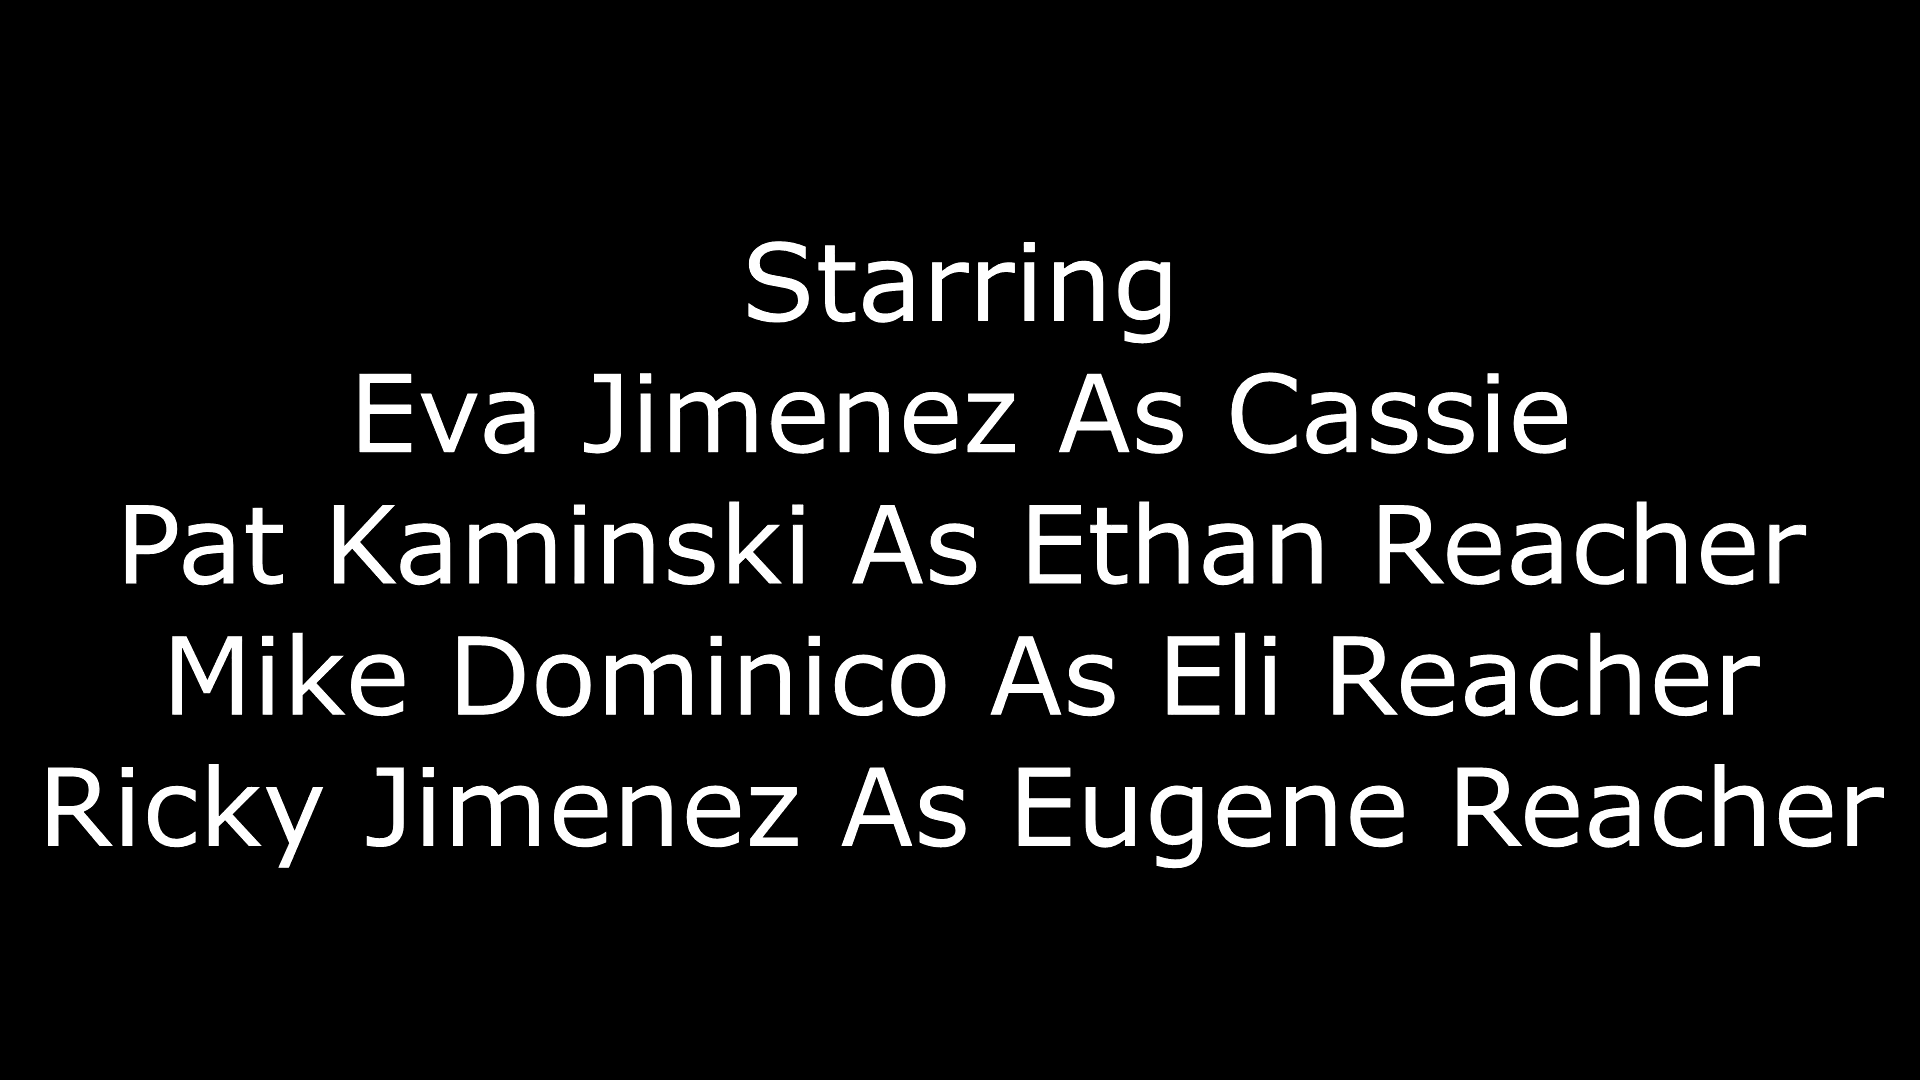 Starring
Eva Jimenez As Cassie
Pat Kaminski As Ethan Reacher
Mike Dominico As Eli Reacher
Ricky Jimenez As Eugene Reacher